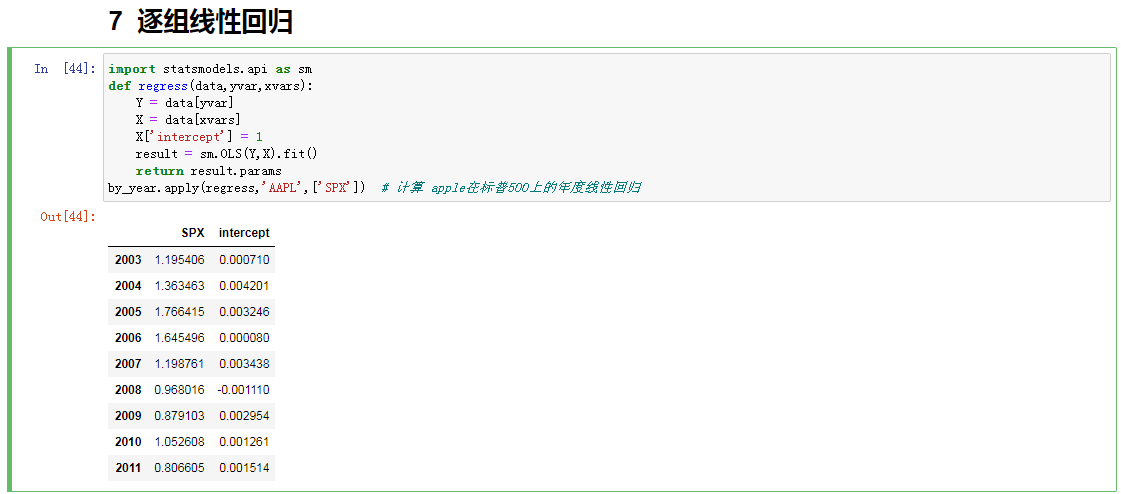 7 逐组线性回归
In [44]:
import statsmodels.api as sm
def regress(data,yvar,xvars):
    Y = data[yvar]
    X = data[xvars]
    X['intercept'] = 1
    result = sm.OLS(Y,X).fit()
    return result.params
by_year.apply(regress,'AAPL',['SPX'])  # 计算 apple在标普500上的年度线性回归
Out[44]:
SPX intercept
2003 1.195406 0.000710
2004 1.363463 0.004201
2005 1.766415 0.003246
2006 1.645496 0.000080
2007 1.198761 0.003438
2008 0.968016 -0.001110
2009 0.879103 0.002954
2010 1.052608 0.001261
2011 0.806605 0.001514